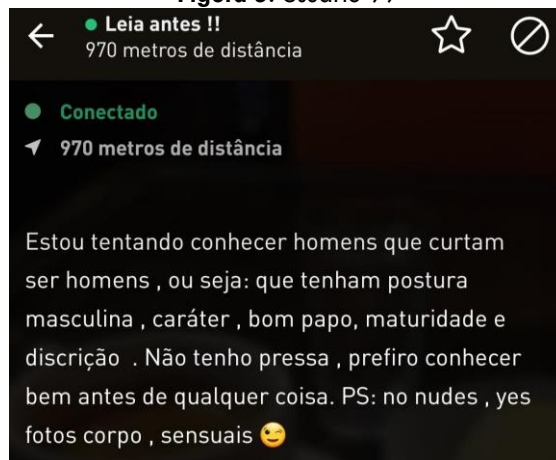 Leia antes !!
970 metros de distância
Conectado
970 metros de distância
Estou tentando conhecer homens que curtam
ser homens , ou seja: que tenham postura
masculina , caráter , bom papo, maturidade e
discrição . Não tenho pressa , prefiro conhecer
bem antes de qualquer coisa. PS: no nudes , yes
fotos corpo , sensuais 😉